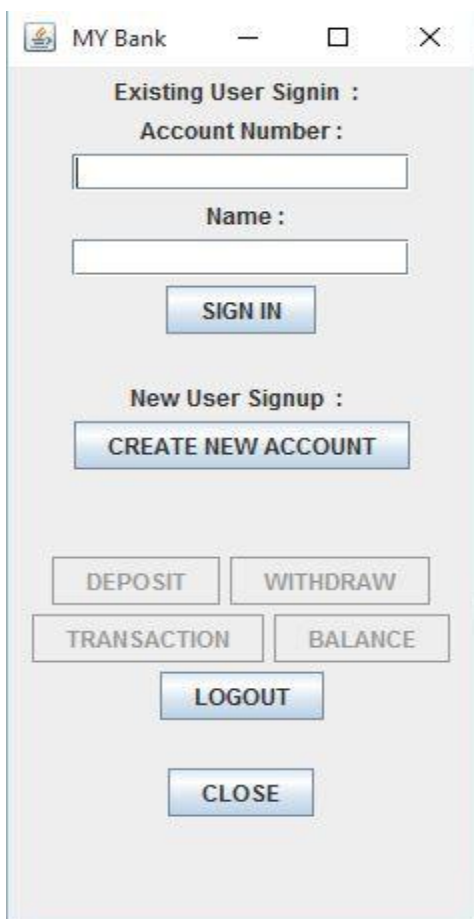 MY Bank
Existing User Signin :
Account Number :
Name :
SIGN IN
New User Signup :
CREATE NEW ACCOUNT
DEPOSIT WITHDRAW
TRANSACTION BALANCE
LOGOUT
CLOSE